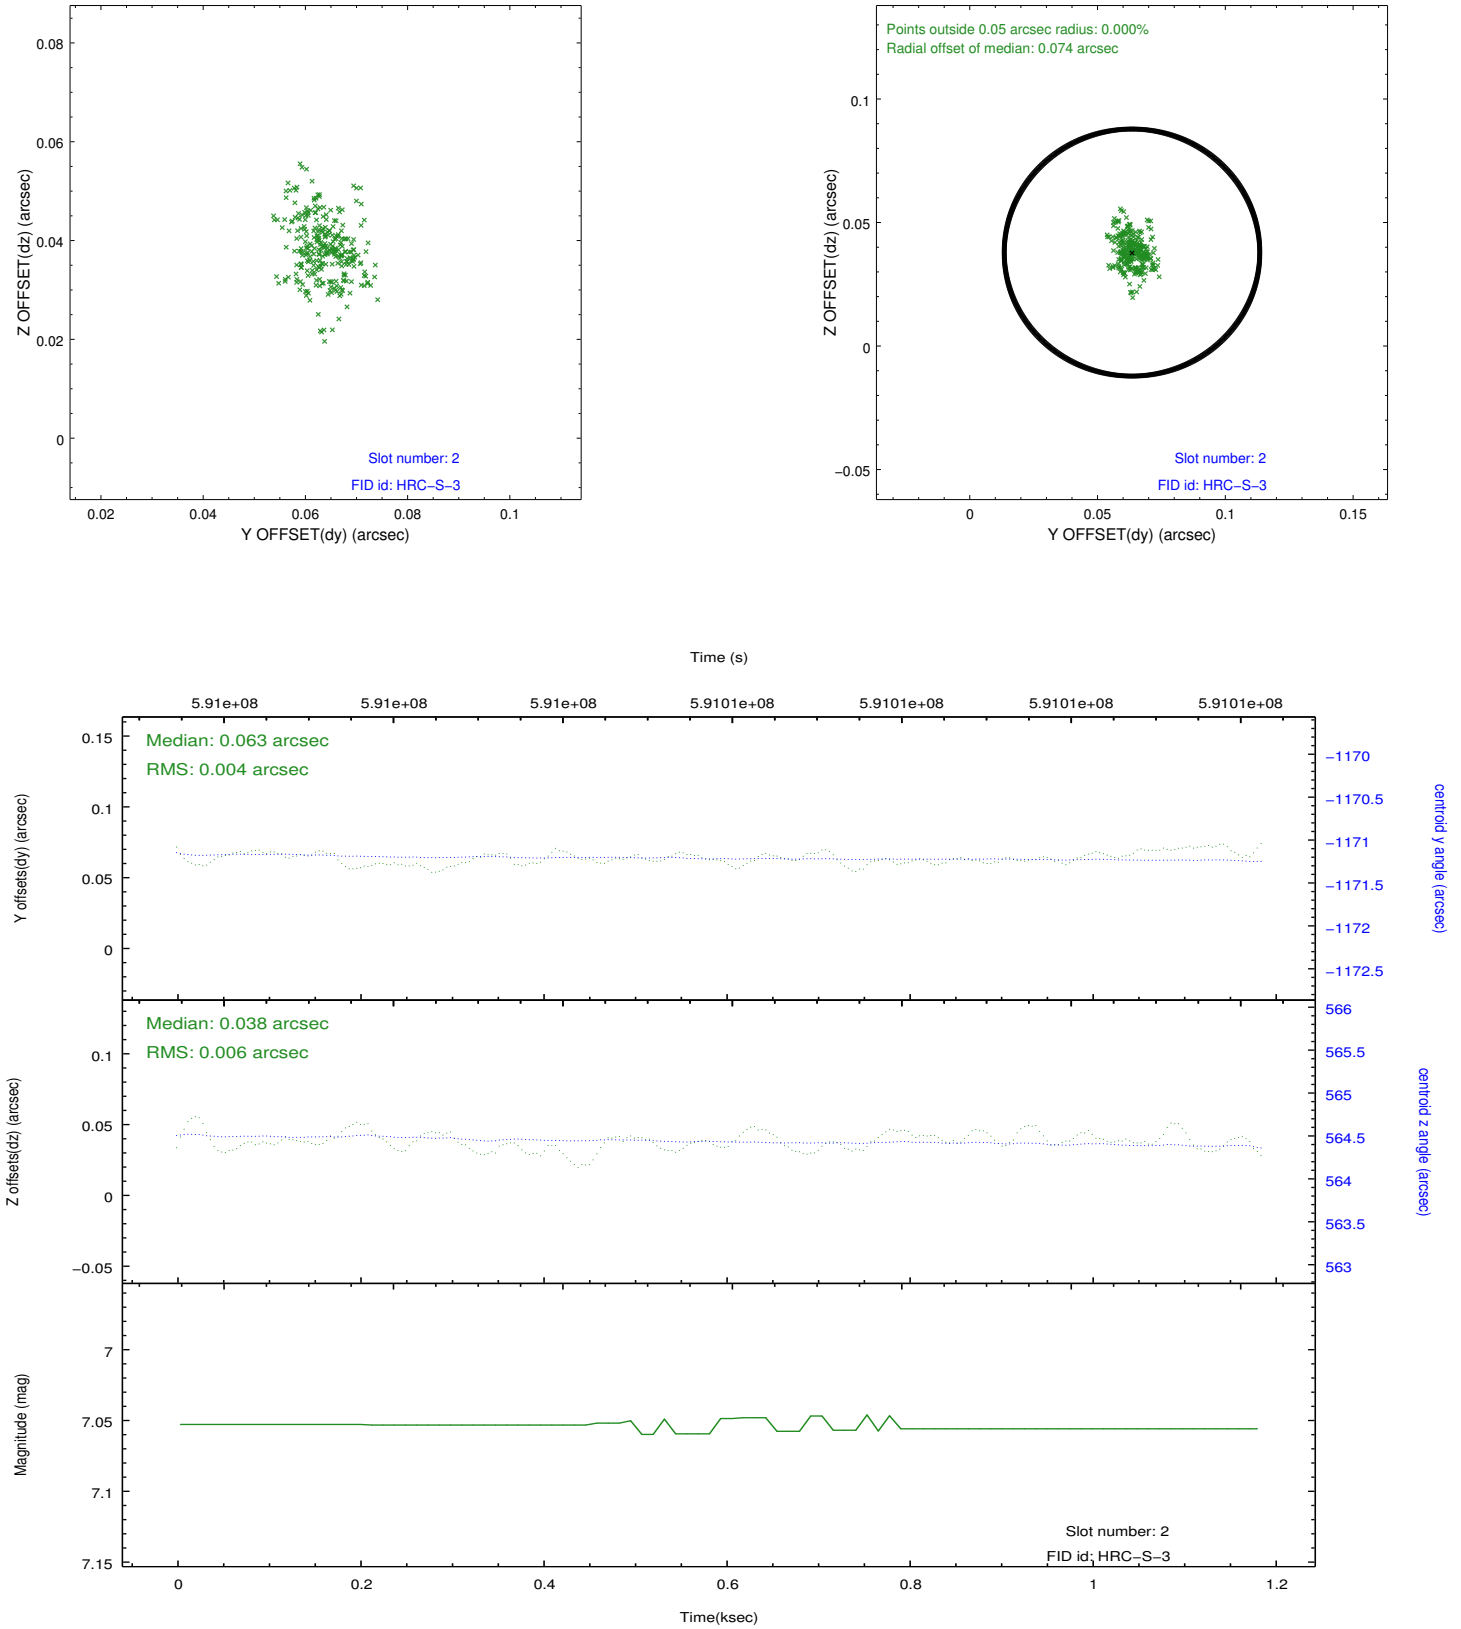 0.08
0.06
0.04
0.02
0
Z OFFSET(dz) (arcsec)
Slot number: 2
FID id: HRC−S−3
0.02 0.04 0.06 0.08 0.1
Y OFFSET(dy) (arcsec)
Points outside 0.05 arcsec radius: 0.000%
Radial offset of median: 0.074 arcsec
0.1
0.05
0
−0.05
Z OFFSET(dz) (arcsec)
Slot number: 2
FID id: HRC−S−3
0 0.05 0.1 0.15
Y OFFSET(dy) (arcsec)
Time (s)
5.91e+08 5.91e+08 5.91e+08 5.9101e+08 5.9101e+08 5.9101e+08 5.9101e+08
Median: 0.063 arcsec
RMS: 0.004 arcsec
0.15
0.1
0.05
0
Y offsets(dy) (arcsec)
−1170
−1170.5
−1171
−1171.5
−1172
−1172.5
centroid y angle (arcsec)
Median: 0.038 arcsec
RMS: 0.006 arcsec
0.1
0.05
0
−0.05
Z offsets(dz) (arcsec)
566
565.5
565
564.5
564
563.5
563
centroid z angle (arcsec)
7
7.05
7.1
7.15
Magnitude (mag)
Slot number: 2
FID id: HRC−S−3
0 0.2 0.4 0.6 0.8 1 1.2
Time(ksec)